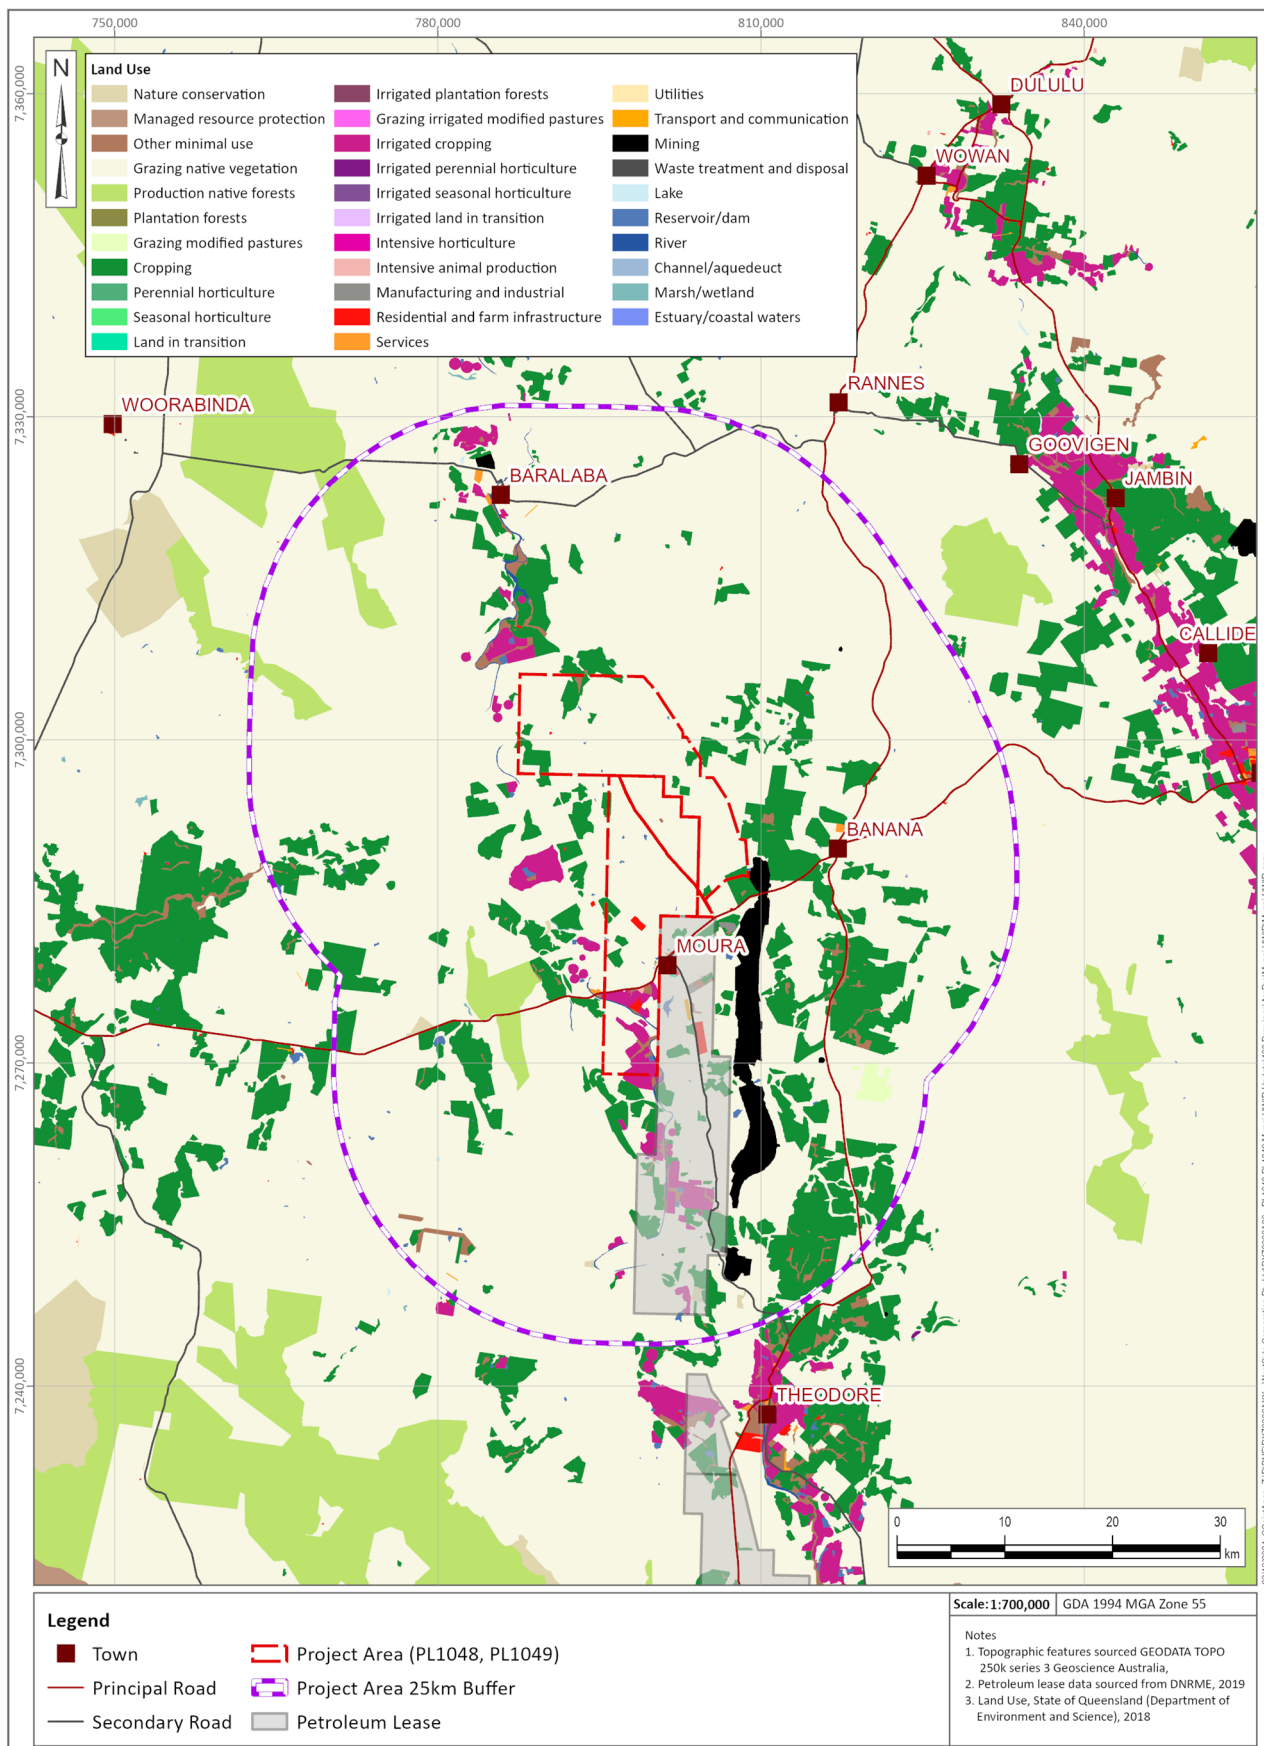 750,000
780,000
810,000
840,000
N
Land Use
Nature conservation
Managed resource protection
Other minimal use
Grazing native vegetation
Production native forests
Plantation forests
Grazing modified pastures
Cropping
Perennial horticulture
Seasonal horticulture
Land in transition
Irrigated plantation forests
Grazing irrigated modified pastures
Irrigated cropping
Irrigated perennial horticulture
Irrigated seasonal horticulture
Irrigated land in transition
Intensive horticulture
Intensive animal production
Manufacturing and industrial
Residential and farm infrastructure
Services
Utilities
Transport and communication
Mining
Waste treatment and disposal
Lake
Reservoir/dam
River
Channel/aquedeuct
Marsh/wetland
Estuary/coastal waters
7,360,000
7,330,000
7,300,000
7,270,000
7,240,000
DULULU
WOWAN
RANNES
WOORABINDA
GOOVIGEN
BARALABA
JAMBIN
CALLIDE
BANANA
MOURA
THEODORE
0
10
20
30
km
Legend
Town
Principal Road
Secondary Road
Project Area (PL1048, PL1049)
Project Area 25km Buffer
Petroleum Lease
Scale:1:700,000
GDA 1994 MGA Zone 55
Notes
1. Topographic features sourced GEODATA TOPO
250k series 3 Geoscience Australia,
2. Petroleum lease data sourced from DNRME, 2019
3. Land Use, State of Queensland (Department of
Environment and Science), 2018